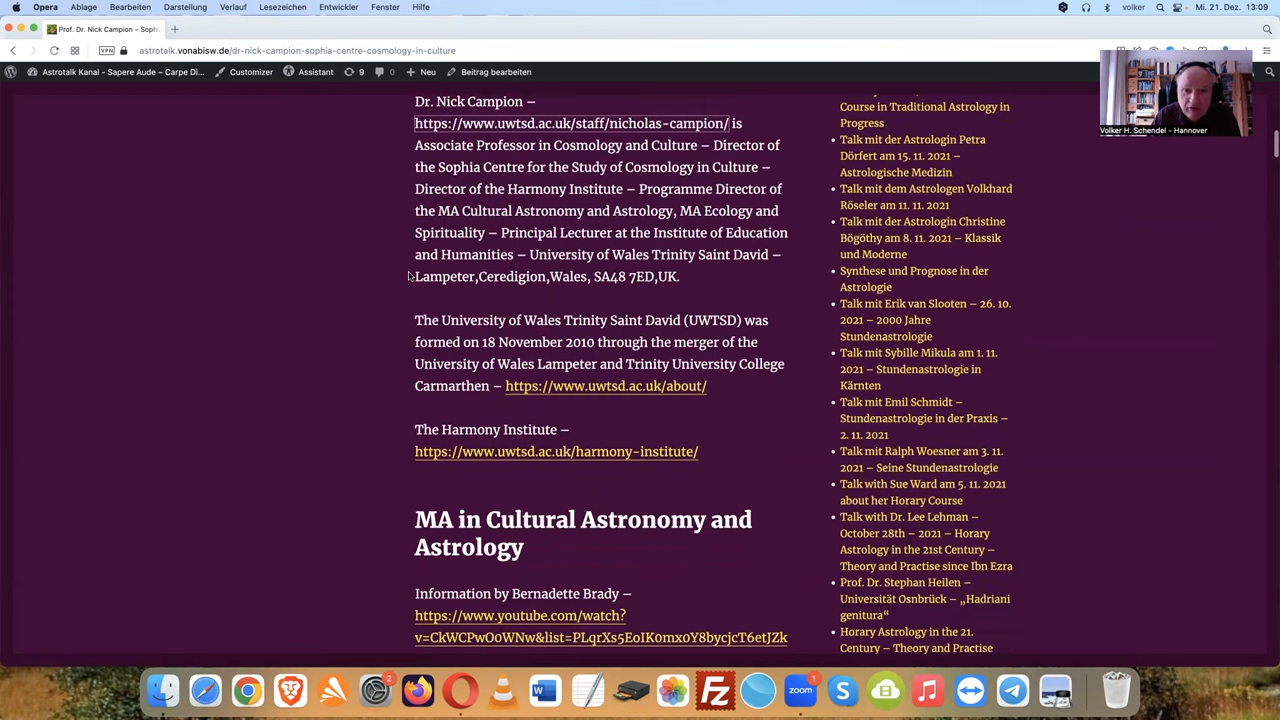 Opera Ablage Bearbeiten Darstellung Verlauf Lesezeichen Entwickler Fenster Hilfe volker Mi. 21. Dez. 13:09
Prof. Dr. Nick Campion – Soph
astrotalk.vonabisw.de/dr-nick-campion-sophia-centre-cosmology-in-culture
VPN
Astrotalk Kanal - Sapere Aude – Carpe Di... Customizer Assistant 9 0 Neu Beitrag bearbeiten
Volker H. Schendel - Hannover
Dr. Nick Campion –
https://www.uwtsd.ac.uk/staff/nicholas-campion/ is
Associate Professor in Cosmology and Culture – Director of
the Sophia Centre for the Study of Cosmology in Culture –
Director of the Harmony Institute – Programme Director of
the MA Cultural Astronomy and Astrology, MA Ecology and
Spirituality – Principal Lecturer at the Institute of Education
and Humanities – University of Wales Trinity Saint David –
Lampeter,Ceredigion,Wales, SA48 7ED,UK.
The University of Wales Trinity Saint David (UWTSD) was
formed on 18 November 2010 through the merger of the
University of Wales Lampeter and Trinity University College
Carmarthen – https://www.uwtsd.ac.uk/about/
The Harmony Institute –
https://www.uwtsd.ac.uk/harmony-institute/
MA in Cultural Astronomy and
Astrology
Information by Bernadette Brady –
https://www.youtube.com/watch?
v=CkWCPwO0WNw&list=PLqrXs5EoIK0mx0Y8bycjcT6etJZk
Course in Traditional Astrology in
Progress
Talk mit der Astrologin Petra
Dörfert am 15. 11. 2021 –
Astrologische Medizin
Talk mit dem Astrologen Volkhard
Röseler am 11. 11. 2021
Talk mit der Astrologin Christine
Bögöthy am 8. 11. 2021 – Klassik
und Moderne
Synthese und Prognose in der
Astrologie
Talk mit Erik van Slooten – 26. 10.
2021 – 2000 Jahre
Stundenastrologie
Talk mit Sybille Mikula am 1. 11.
2021 – Stundenastrologie in
Kärnten
Talk mit Emil Schmidt –
Stundenastrologie in der Praxis –
2. 11. 2021
Talk mit Ralph Woesner am 3. 11.
2021 – Seine Stundenastrologie
Talk with Sue Ward am 5. 11. 2021
about her Horary Course
Talk with Dr. Lee Lehman –
October 28th – 2021 – Horary
Astrology in the 21st Century –
Theory and Practise since Ibn Ezra
Prof. Dr. Stephan Heilen –
Universität Osnbrück – „Hadriani
genitura“
Horary Astrology in the 21.
Century – Theory and Practise
2
W
FZ
zoom
1